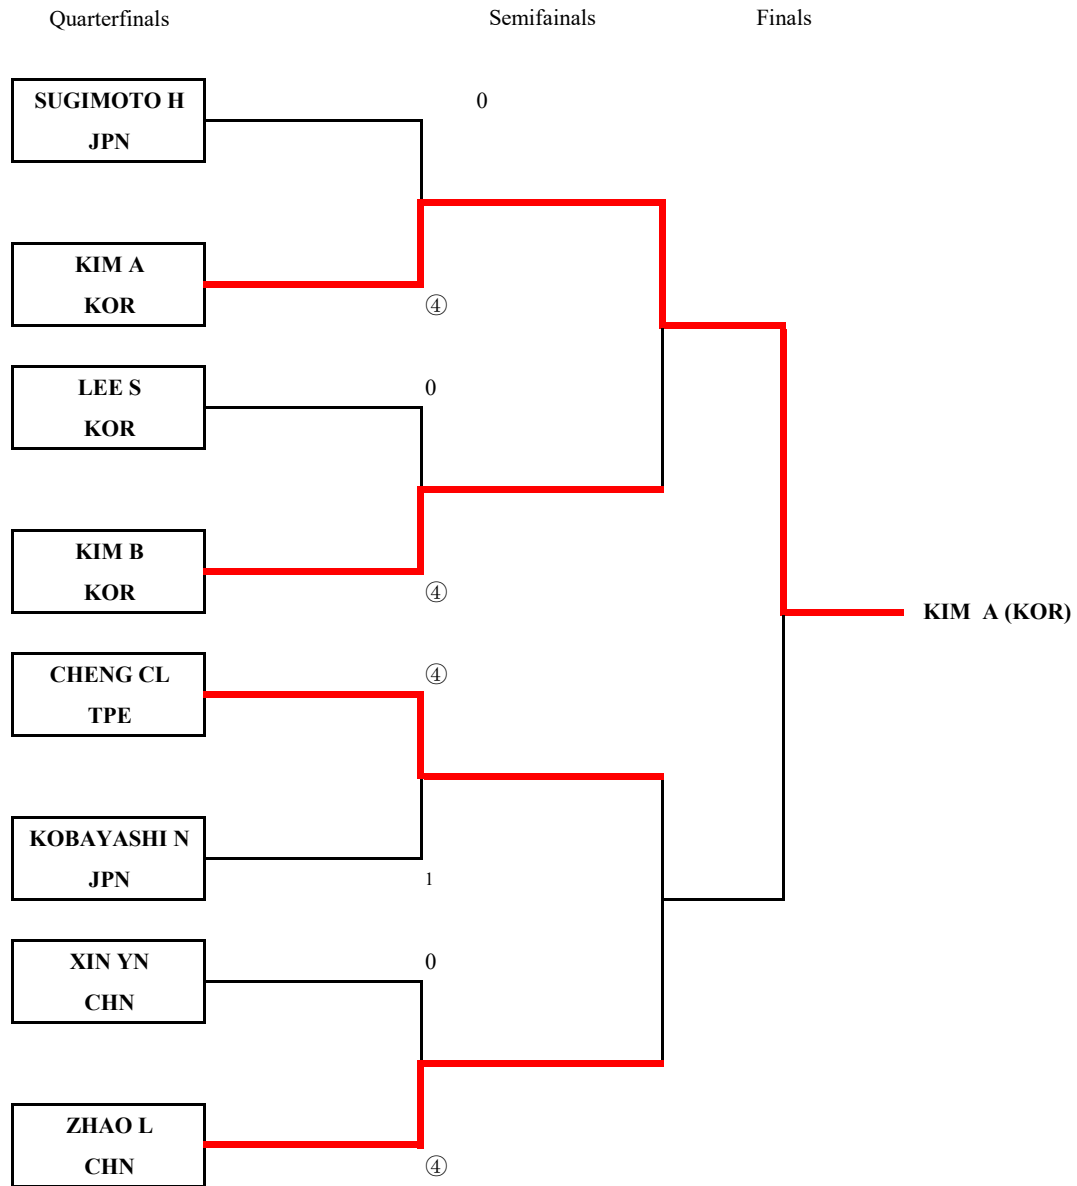 Quarterfinals Semifainals Finals
SUGIMOTO H 0
JPN
KIM A
KOR ④
LEE S 0
KOR
KIM B
KOR ④
KIM A (KOR)
CHENG CL ④
TPE
KOBAYASHI N
JPN 1
XIN YN 0
CHN
ZHAO L
CHN ④